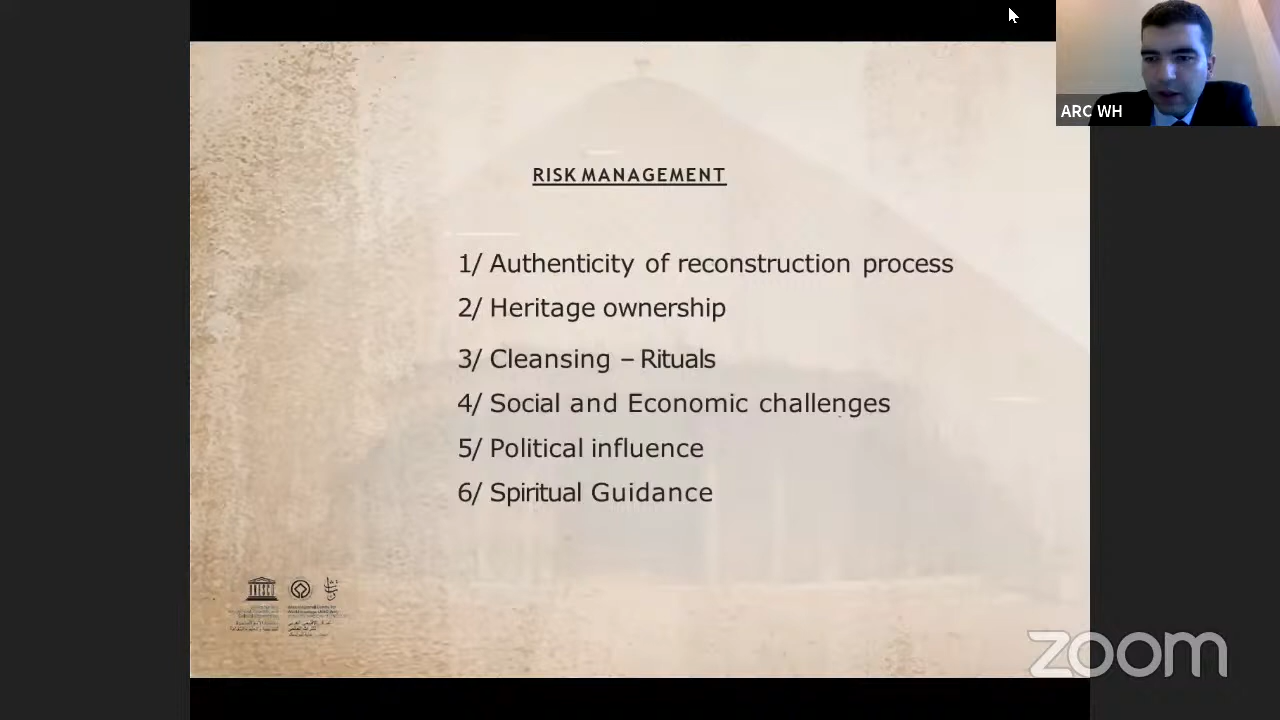 ARC WH
RISK MANAGEMENT
1/ Authenticity of reconstruction process
2/ Heritage ownership
3/ Cleansing – Rituals
4/ Social and Economic challenges
5/ Political influence
6/ Spiritual Guidance
zoom